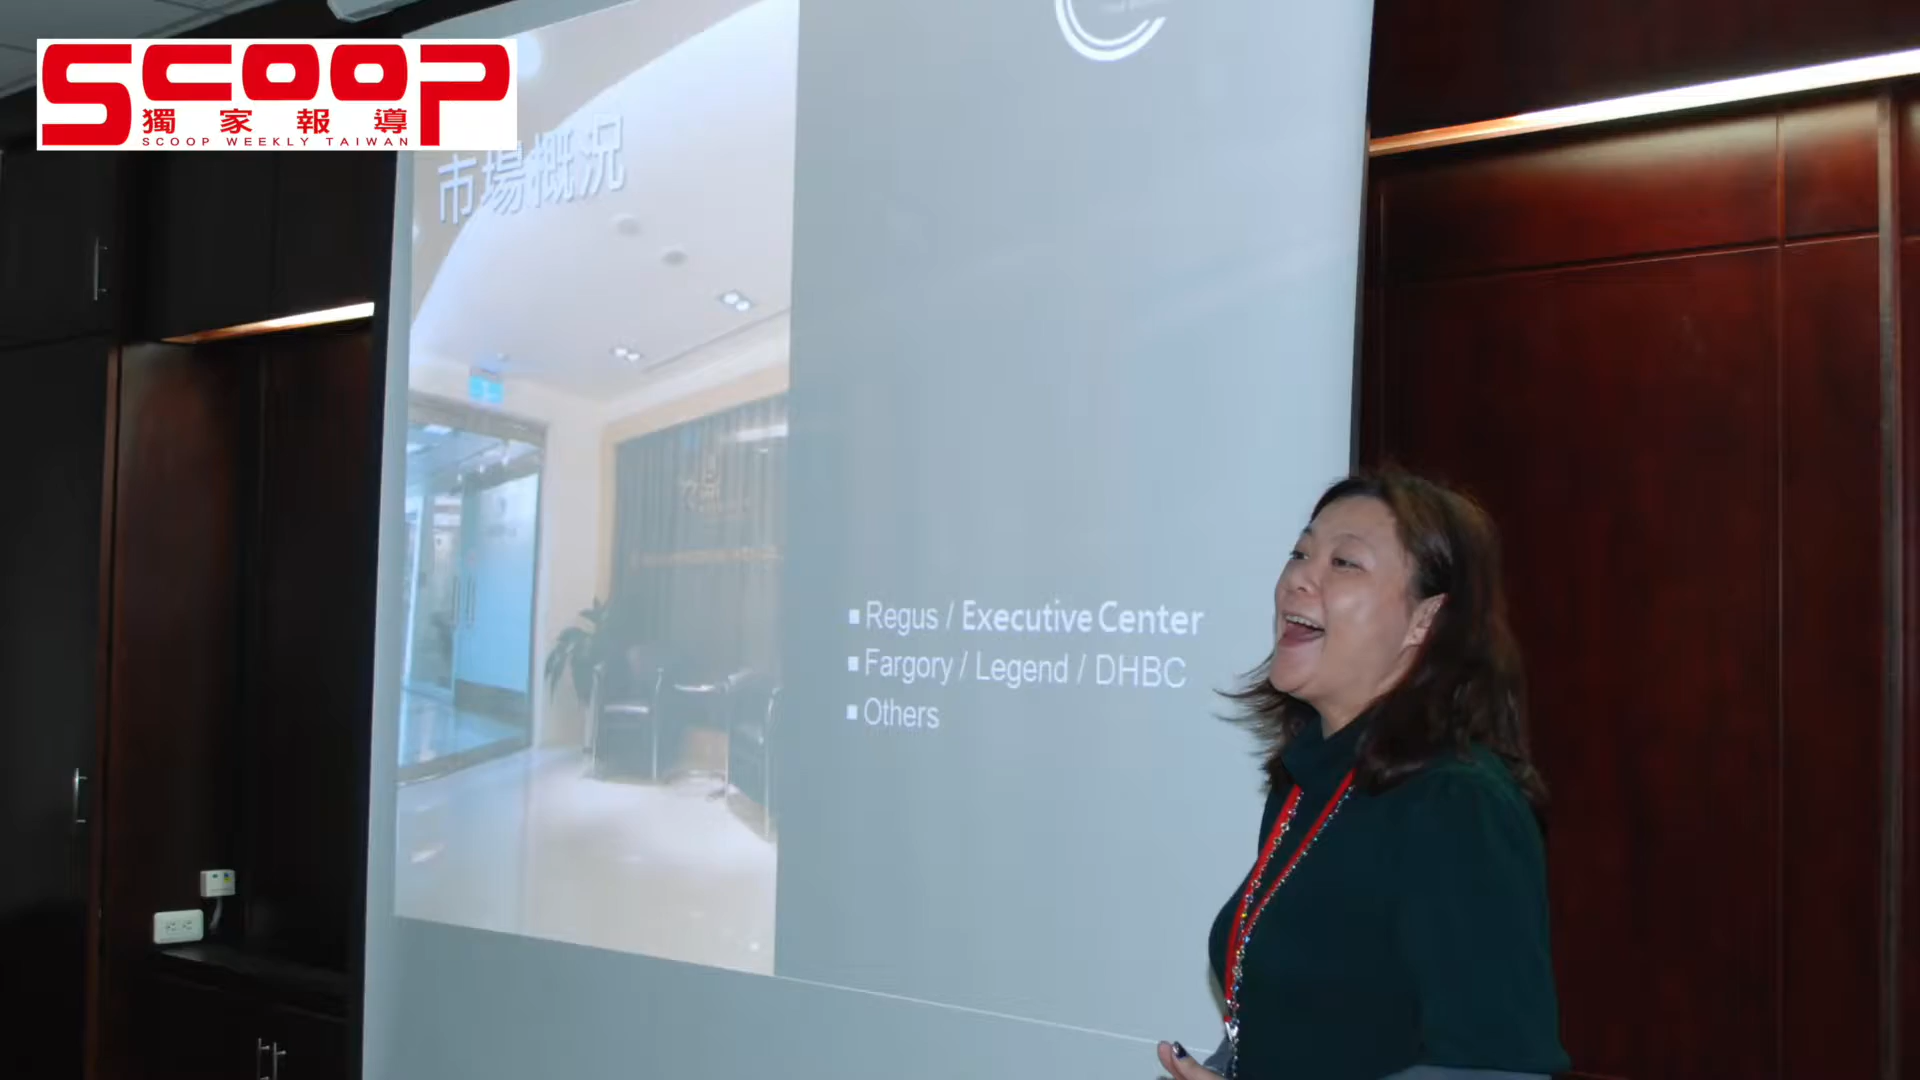 SCOOP
獨家報導
SCOOP WEEKLY TAIWAN
市場概況
▪Regus / Executive Center
▪Fargory / Legend / DHBC
▪Others